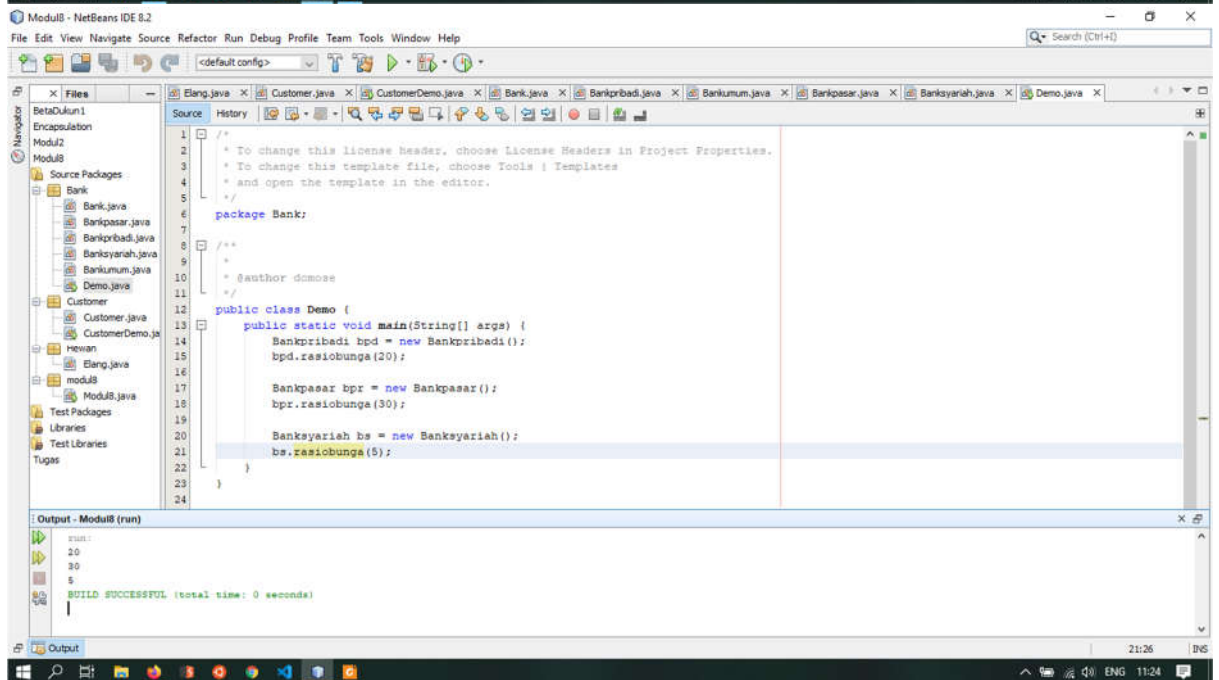 Modul8 - NetBeans IDE 8.2
File Edit View Navigate Source Refactor Run Debug Profile Team Tools Window Help
Search (Ctrl+I)
<default config>
Files
Elang.java Customer.java CustomerDemo.java Bank.java Bankpribadi.java Bankumum.java Bankpasar.java Banksyariah.java Demo.java
Navigator
BetaDukun1
Encapsulation
Modul2
Modul8
Source Packages
Bank
Bank.java
Bankpasar.java
Bankpribadi.java
Banksyariah.java
Bankumum.java
Demo.java
Customer
Customer.java
CustomerDemo.ja
Hewan
Elang.java
modul8
Modul8.java
Test Packages
Libraries
Test Libraries
Tugas
Source History
1 /*
2 * To change this license header, choose License Headers in Project Properties.
3 * To change this template file, choose Tools | Templates
4 * and open the template in the editor.
5 */
6 package Bank;
7
8 /**
9 *
10 * @author domose
11 */
12 public class Demo {
13 public static void main(String[] args) {
14 Bankpribadi bpd = new Bankpribadi();
15 bpd.rasiobunga(20);
16
17 Bankpasar bpr = new Bankpasar();
18 bpr.rasiobunga(30);
19
20 Banksyariah bs = new Banksyariah();
21 bs.rasiobunga(5);
22 }
23 }
24
Output - Modul8 (run)
run:
20
30
5
BUILD SUCCESSFUL (total time: 0 seconds)
Output
21:26 INS
ENG 11:24